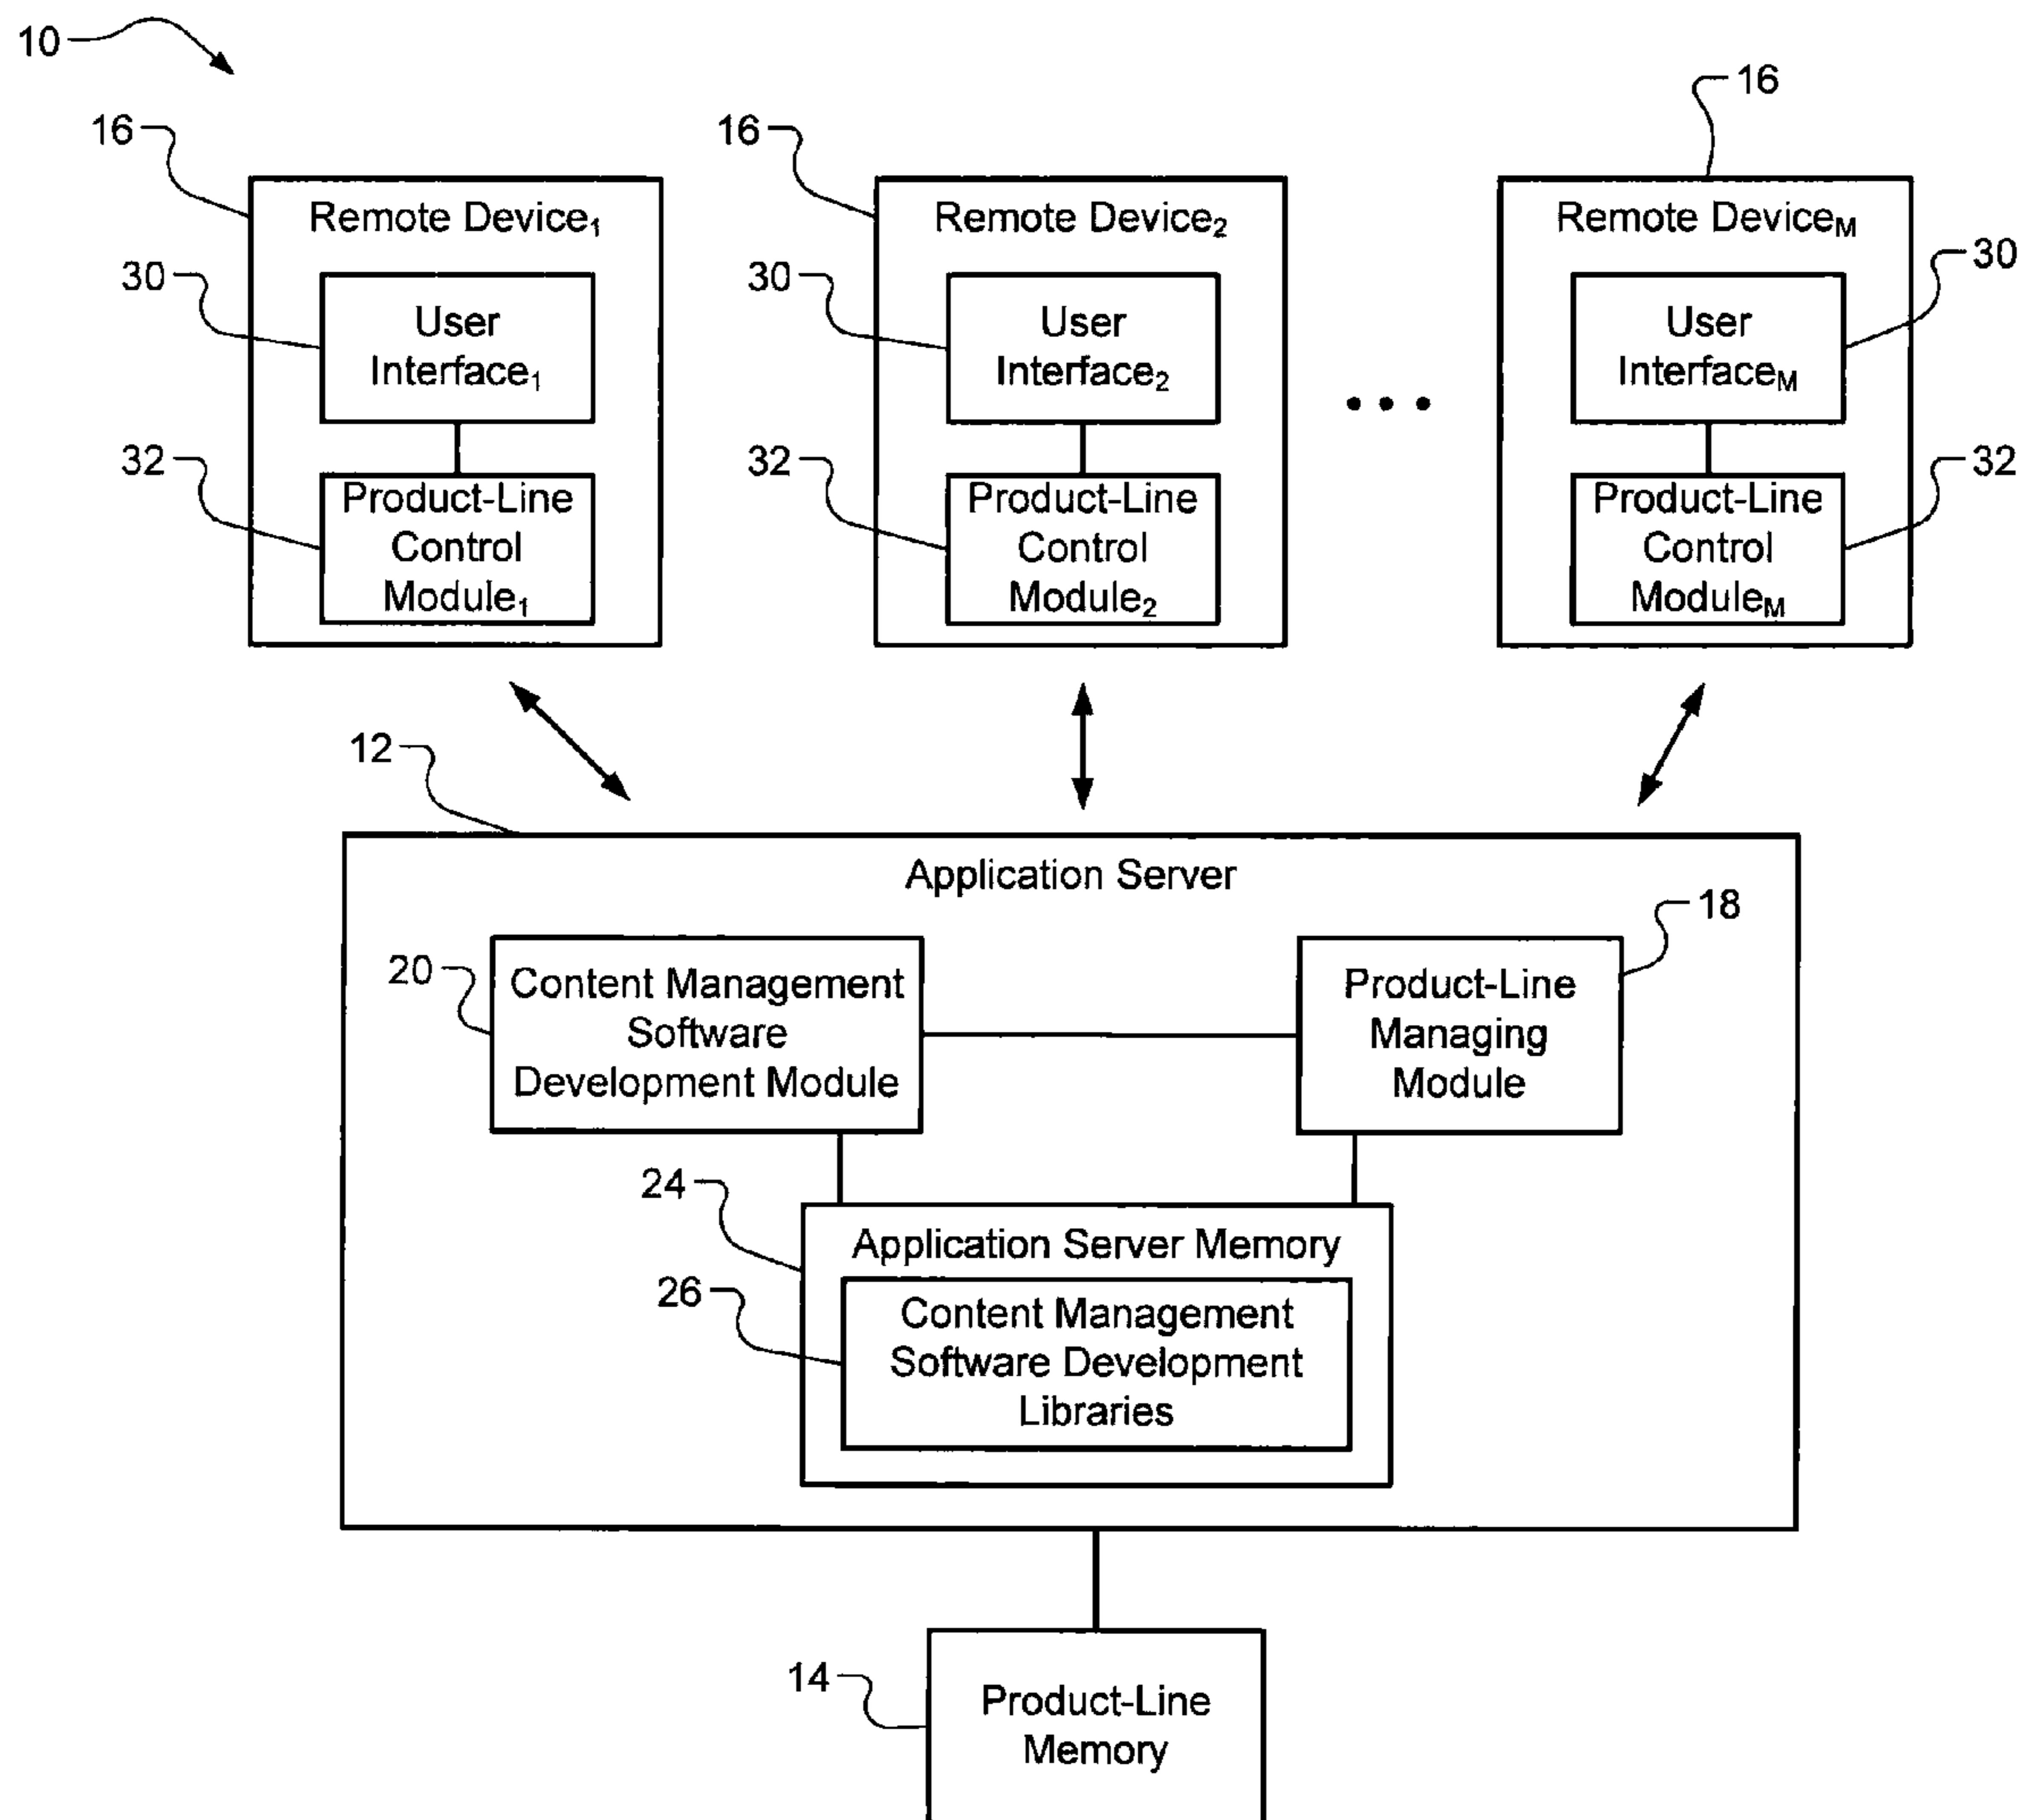 10
16
16
16
Remote Device₁
Remote Device₂
Remote Device_M
30
30
30
User
Interface₁
User
Interface₂
User
Interface_M
32
32
32
Product-Line
Control
Module₁
Product-Line
Control
Module₂
Product-Line
Control
Module_M
12
Application Server
18
20
Content Management
Software
Development Module
Product-Line
Managing
Module
24
Application Server Memory
26
Content Management
Software Development
Libraries
14
Product-Line
Memory